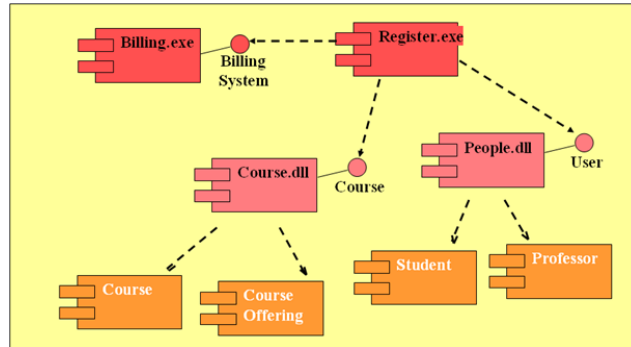 Billing.exe
Billing
System
Register.exe
Course.dll
Course
People.dll
User
Course
Course
Offering
Student
Professor